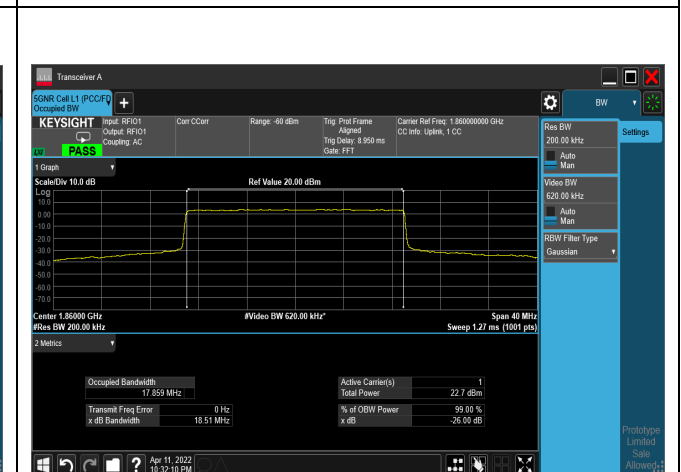 Transceiver A
5GNR Cell L1 (PCC/FD
Occupied BW
KEYSIGHT
LXI
PASS
Input: RFIO1
Output: RFIO1
Coupling: AC
Corr CCorr
Range: -60 dBm
Trig: Prot Frame
Aligned
Trig Delay: 8.950 ms
Gate: FFT
Carrier Ref Freq: 1.860000000 GHz
CC Info: Uplink, 1 CC
BW
Res BW
200.00 kHz
Auto
Man
Settings
Video BW
620.00 kHz
Auto
Man
RBW Filter Type
Gaussian
1 Graph
Scale/Div 10.0 dB
Ref Value 20.00 dBm
Log
10.0
0.00
-10.0
-20.0
-30.0
-40.0
-50.0
-60.0
-70.0
Center 1.86000 GHz
#Video BW 620.00 kHz*
Span 40 MHz
#Res BW 200.00 kHz
Sweep 1.27 ms (1001 pts)
2 Metrics
Occupied Bandwidth
17.859 MHz
Active Carrier(s) 1
Total Power 22.7 dBm
Transmit Freq Error 0 Hz
x dB Bandwidth 18.51 MHz
% of OBW Power 99.00 %
x dB -26.00 dB
Prototype
Limited
Sale
Allowed
Apr 11, 2022
10:32:10 PM